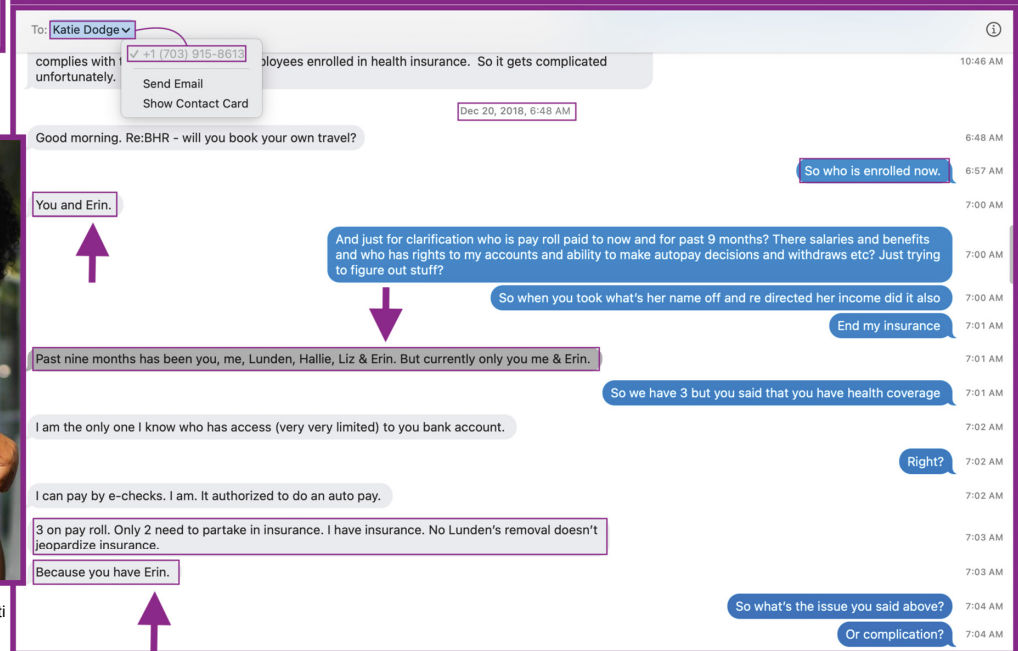 To: Katie Dodge
✓ +1 (703) 915-8613
Send Email
Show Contact Card
complies with ployees enrolled in health insurance. So it gets complicated
unfortunately.
10:46 AM
Dec 20, 2018, 6:48 AM
Good morning. Re:BHR - will you book your own travel?
6:48 AM
So who is enrolled now.
6:57 AM
You and Erin.
7:00 AM
And just for clarification who is pay roll paid to now and for past 9 months? There salaries and benefits
and who has rights to my accounts and ability to make autopay decisions and withdraws etc? Just trying
to figure out stuff?
7:00 AM
So when you took what's her name off and re directed her income did it also
7:00 AM
End my insurance
7:01 AM
Past nine months has been you, me, Lunden, Hallie, Liz & Erin. But currently only you me & Erin.
7:01 AM
So we have 3 but you said that you have health coverage
7:01 AM
I am the only one I know who has access (very very limited) to you bank account.
7:02 AM
Right?
7:02 AM
I can pay by e-checks. I am. It authorized to do an auto pay.
7:02 AM
3 on pay roll. Only 2 need to partake in insurance. I have insurance. No Lunden's removal doesn't
jeopardize insurance.
7:03 AM
Because you have Erin.
7:03 AM
So what's the issue you said above?
7:04 AM
Or complication?
7:04 AM